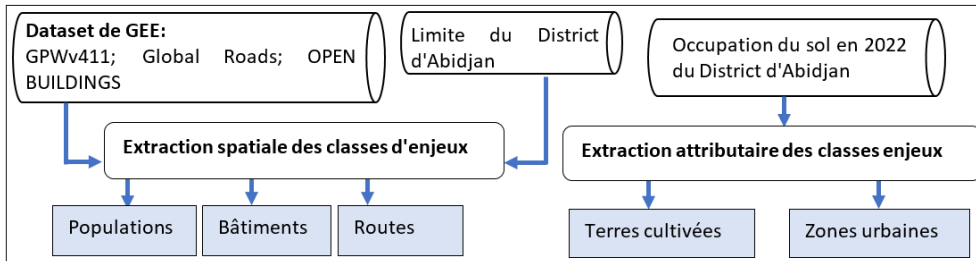 Dataset de GEE:
GPWv411; Global Roads; OPEN
BUILDINGS
Limite du District
d'Abidjan
Occupation du sol en 2022
du District d'Abidjan
Extraction spatiale des classes d'enjeux
Extraction attributaire des classes enjeux
Populations
Bâtiments
Routes
Terres cultivées
Zones urbaines